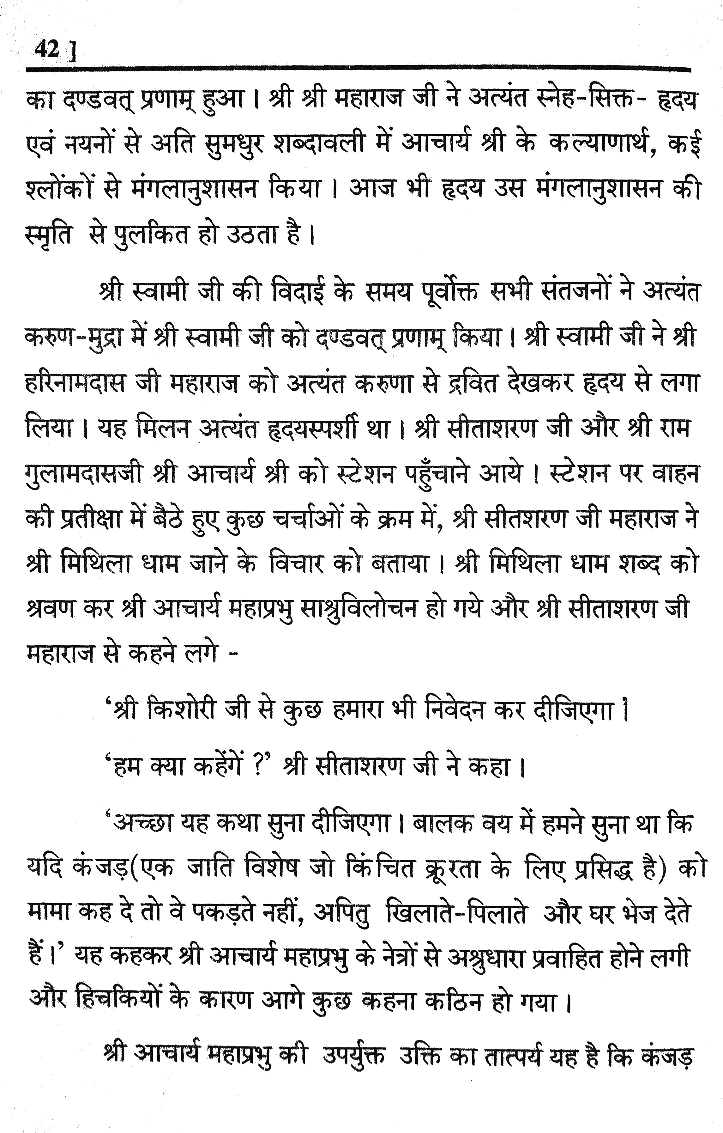 42 ]
का दण्डवत् प्रणाम् हुआ । श्री श्री महाराज जी ने अत्यंत स्नेह-सिक्त- हृदय
एवं नयनों से अति सुमधुर शब्दावली में आचार्य श्री के कल्याणार्थ, कई
श्लोंकों से मंगलानुशासन किया । आज भी हृदय उस मंगलानुशासन की
स्मृति से पुलकित हो उठता है ।
श्री स्वामी जी की विदाई के समय पूर्वोक्त सभी संतजनों ने अत्यंत
करुण-मुद्रा में श्री स्वामी जी को दण्डवत् प्रणाम् किया । श्री स्वामी जी ने श्री
हरिनामदास जी महाराज को अत्यंत करुणा से द्रवित देखकर हृदय से लगा
लिया । यह मिलन अत्यंत हृदयस्पर्शी था । श्री सीताशरण जी और श्री राम
गुलामदासजी श्री आचार्य श्री को स्टेशन पहुँचाने आये । स्टेशन पर वाहन
की प्रतीक्षा में बैठे हुए कुछ चर्चाओं के क्रम में, श्री सीतशरण जी महाराज ने
श्री मिथिला धाम जाने के विचार को बताया । श्री मिथिला धाम शब्द को
श्रवण कर श्री आचार्य महाप्रभु साश्रुविलोचन हो गये और श्री सीताशरण जी
महाराज से कहने लगे -
‘श्री किशोरी जी से कुछ हमारा भी निवेदन कर दीजिएगा ।
‘हम क्या कहेंगें ?’ श्री सीताशरण जी ने कहा ।
‘अच्छा यह कथा सुना दीजिएगा । बालक वय में हमने सुना था कि
यदि कंजड़(एक जाति विशेष जो किंचित क्रूरता के लिए प्रसिद्ध है) को
मामा कह दे तो वे पकड़ते नहीं, अपितु खिलाते-पिलाते और घर भेज देते
हैं ।’ यह कहकर श्री आचार्य महाप्रभु के नेत्रों से अश्रुधारा प्रवाहित होने लगी
और हिचकियों के कारण आगे कुछ कहना कठिन हो गया ।
श्री आचार्य महाप्रभु की उपर्युक्त उक्ति का तात्पर्य यह है कि कंजड़